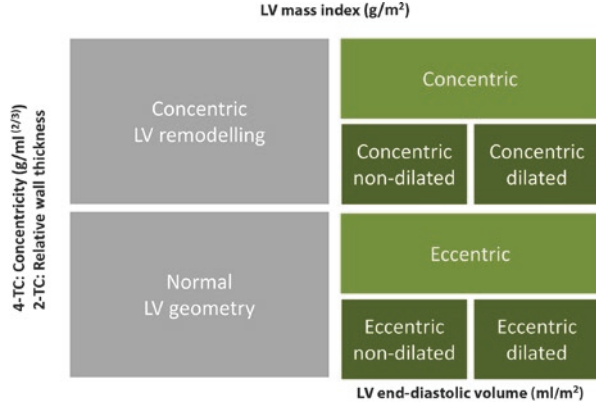 LV mass index (g/m²)
4-TC: Concentricity (g/ml⁽²/³⁾)
2-TC: Relative wall thickness
Concentric
LV remodelling
Concentric
Concentric
non-dilated
Concentric
dilated
Normal
LV geometry
Eccentric
Eccentric
non-dilated
Eccentric
dilated
LV end-diastolic volume (ml/m²)